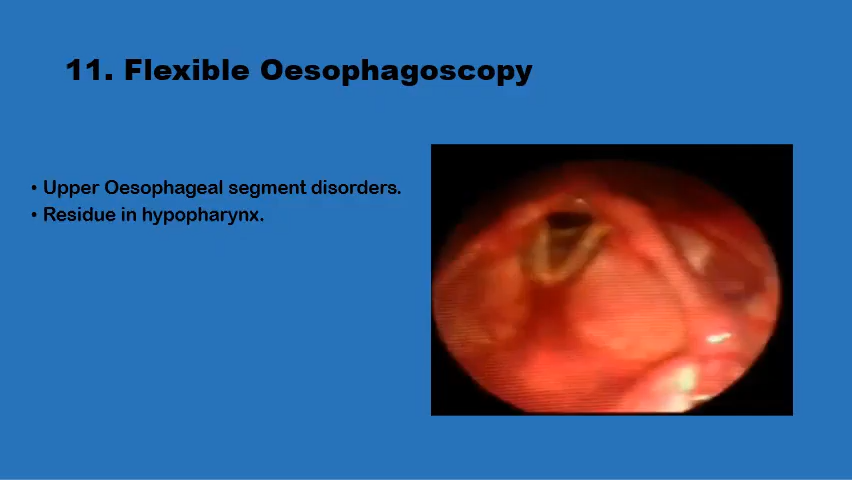 11. Flexible Oesophagoscopy
• Upper Oesophageal segment disorders.
• Residue in hypopharynx.